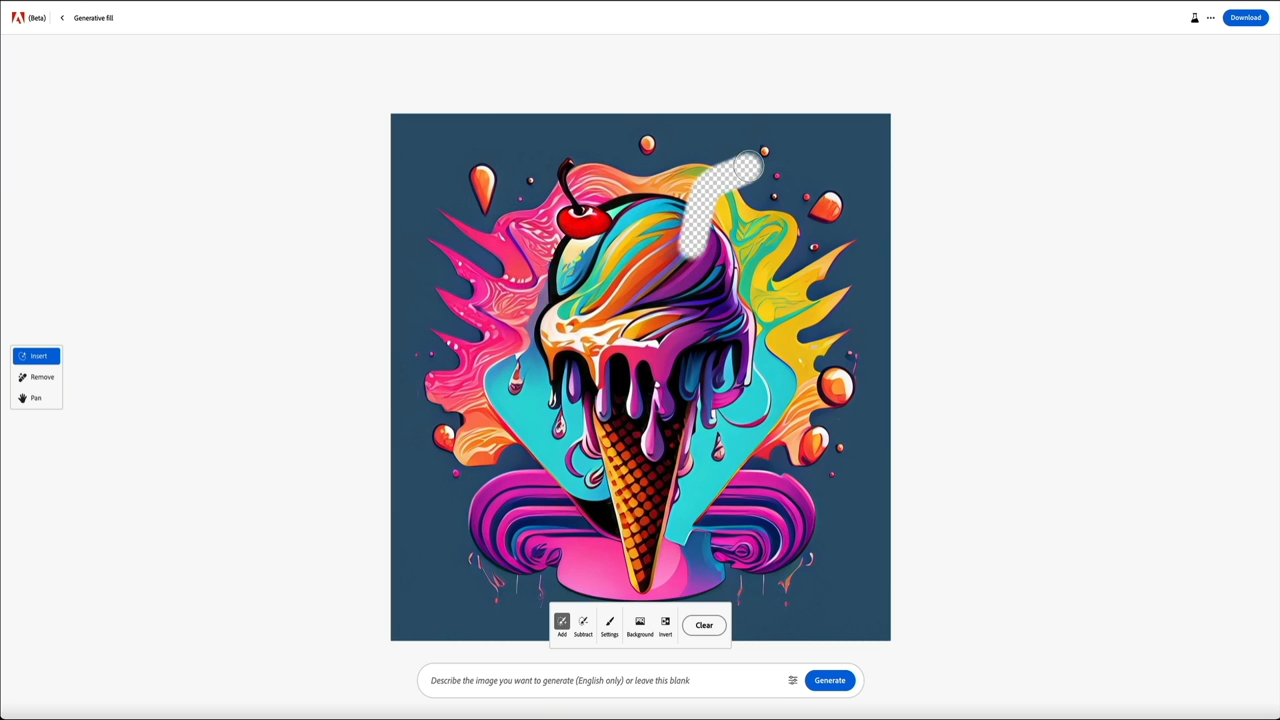 (Beta) Generative fill Download
Insert
Remove
Pan
Add Subtract Settings Background Invert Clear
Describe the image you want to generate (English only) or leave this blank Generate